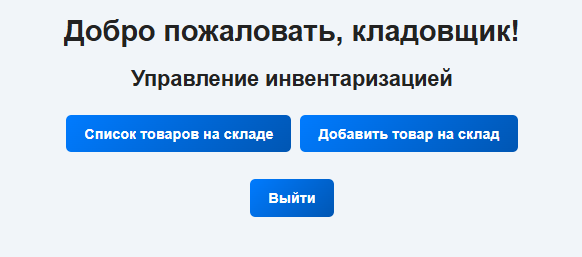 Добро пожаловать, кладовщик!
Управление инвентаризацией
Список товаров на складе Добавить товар на склад
Выйти